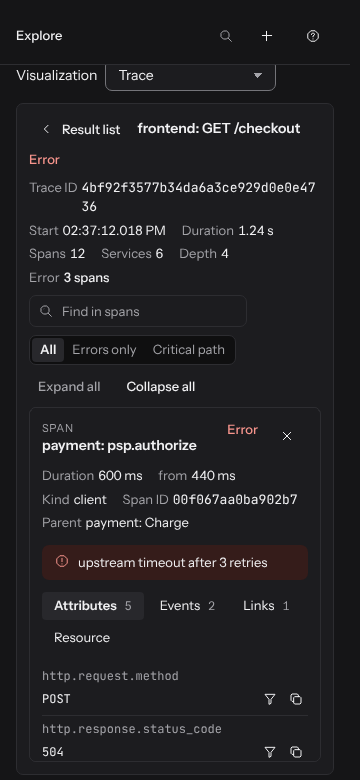 Explore
Visualization Trace
Result list frontend: GET /checkout
Error
Trace ID 4bf92f3577b34da6a3ce929d0e0e47
36
Start 02:37:12.018 PM Duration 1.24 s
Spans 12 Services 6 Depth 4
Error 3 spans
Find in spans
All Errors only Critical path
Expand all Collapse all
SPAN
Error
payment: psp.authorize
Duration 600 ms from 440 ms
Kind client Span ID 00f067aa0ba902b7
Parent payment: Charge
upstream timeout after 3 retries
Attributes 5 Events 2 Links 1
Resource
http.request.method
POST
http.response.status_code
504